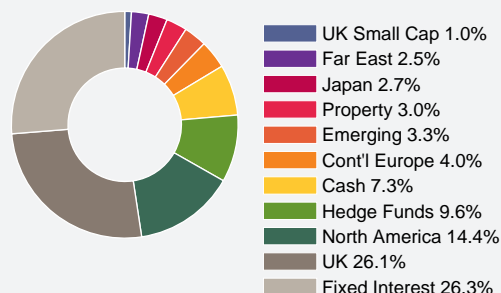 UK Small Cap 1.0%
Far East 2.5%
Japan 2.7%
Property 3.0%
Emerging 3.3%
Cont'l Europe 4.0%
Cash 7.3%
Hedge Funds 9.6%
North America 14.4%
UK 26.1%
Fixed Interest 26.3%